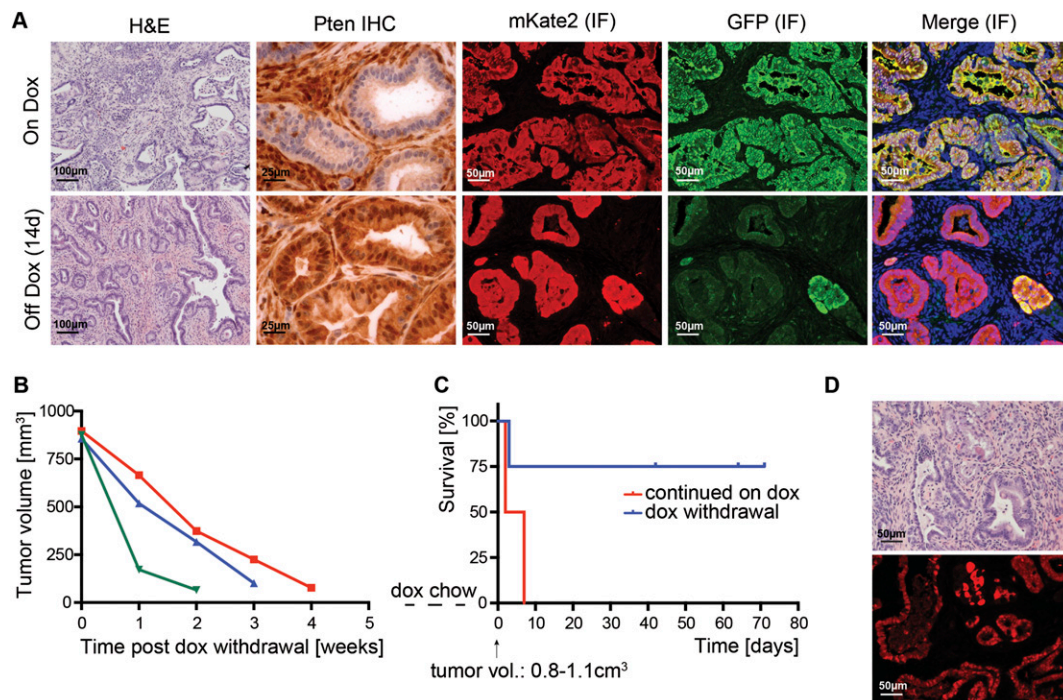 A
H&E
Pten IHC
mKate2 (IF)
GFP (IF)
Merge (IF)
On Dox
100µm
25µm
50µm
50µm
50µm
Off Dox (14d)
100µm
25µm
50µm
50µm
50µm
B
Tumor volume [mm³]
1000
750
500
250
0
0 1 2 3 4 5
Time post dox withdrawal [weeks]
C
Survival [%]
100
75
50
25
0
continued on dox
dox withdrawal
dox chow
0 10 20 30 40 50 60 70 80
Time [days]
tumor vol.: 0.8-1.1cm³
D
50µm
50µm